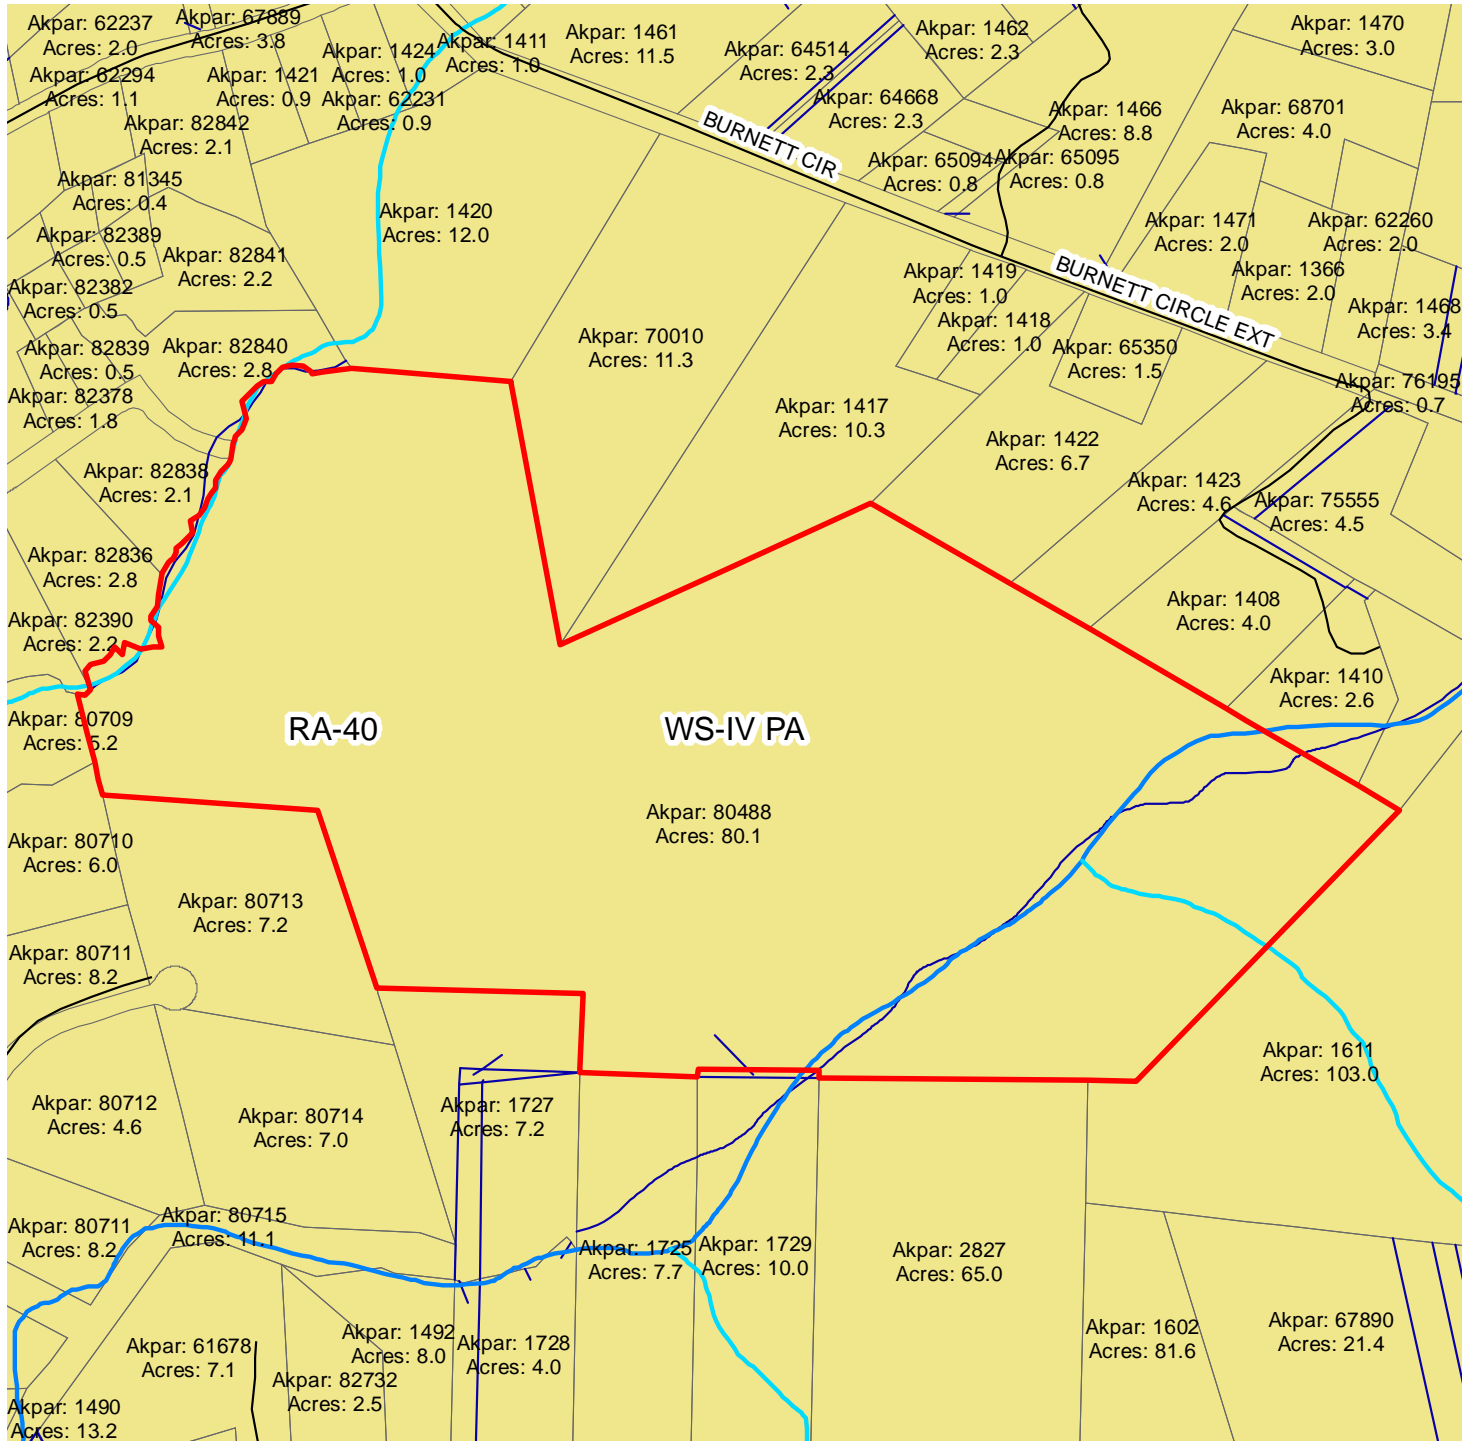 Akpar: 62237
Acres: 2.0
Akpar: 67889
Acres: 3.8
Akpar: 1424
Acres: 1.0
Akpar: 1411
Acres: 1.0
Akpar: 1461
Acres: 11.5
Akpar: 64514
Acres: 2.3
Akpar: 1462
Acres: 2.3
Akpar: 1470
Acres: 3.0
Akpar: 62294
Acres: 1.1
Akpar: 1421
Acres: 0.9
Akpar: 62231
Acres: 0.9
Akpar: 64668
Acres: 2.3
Akpar: 1466
Acres: 8.8
Akpar: 68701
Acres: 4.0
Akpar: 82842
Acres: 2.1
BURNETT CIR
Akpar: 65094
Acres: 0.8
Akpar: 65095
Acres: 0.8
Akpar: 81345
Acres: 0.4
Akpar: 1420
Acres: 12.0
Akpar: 1471
Acres: 2.0
Akpar: 62260
Acres: 2.0
Akpar: 82389
Acres: 0.5
Akpar: 82841
Acres: 2.2
Akpar: 1419
Acres: 1.0
BURNETT CIRCLE EXT
Akpar: 1366
Acres: 2.0
Akpar: 82382
Acres: 0.5
Akpar: 1418
Acres: 1.0
Akpar: 1468
Acres: 3.4
Akpar: 82839
Acres: 0.5
Akpar: 82840
Acres: 2.8
Akpar: 70010
Acres: 11.3
Akpar: 65350
Acres: 1.5
Akpar: 82378
Acres: 1.8
Akpar: 1417
Acres: 10.3
Akpar: 76195
Acres: 0.7
Akpar: 1422
Acres: 6.7
Akpar: 82838
Acres: 2.1
Akpar: 1423
Acres: 4.6
Akpar: 75555
Acres: 4.5
Akpar: 82836
Acres: 2.8
Akpar: 1408
Acres: 4.0
Akpar: 82390
Acres: 2.2
Akpar: 1410
Acres: 2.6
Akpar: 80709
Acres: 5.2
RA-40
WS-IV PA
Akpar: 80488
Acres: 80.1
Akpar: 80710
Acres: 6.0
Akpar: 80713
Acres: 7.2
Akpar: 80711
Acres: 8.2
Akpar: 1611
Acres: 103.0
Akpar: 80712
Acres: 4.6
Akpar: 80714
Acres: 7.0
Akpar: 1727
Acres: 7.2
Akpar: 80711
Acres: 8.2
Akpar: 80715
Acres: 11.1
Akpar: 1725
Acres: 7.7
Akpar: 1729
Acres: 10.0
Akpar: 2827
Acres: 65.0
Akpar: 61678
Acres: 7.1
Akpar: 1492
Acres: 8.0
Akpar: 1728
Acres: 4.0
Akpar: 1602
Acres: 81.6
Akpar: 67890
Acres: 21.4
Akpar: 82732
Acres: 2.5
Akpar: 1490
Acres: 13.2